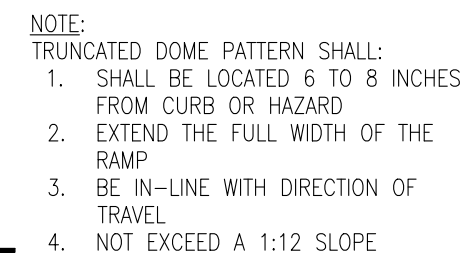 NOTE:
TRUNCATED DOME PATTERN SHALL:
1. SHALL BE LOCATED 6 TO 8 INCHES
FROM CURB OR HAZARD
2. EXTEND THE FULL WIDTH OF THE
RAMP
3. BE IN-LINE WITH DIRECTION OF
TRAVEL
4. NOT EXCEED A 1:12 SLOPE